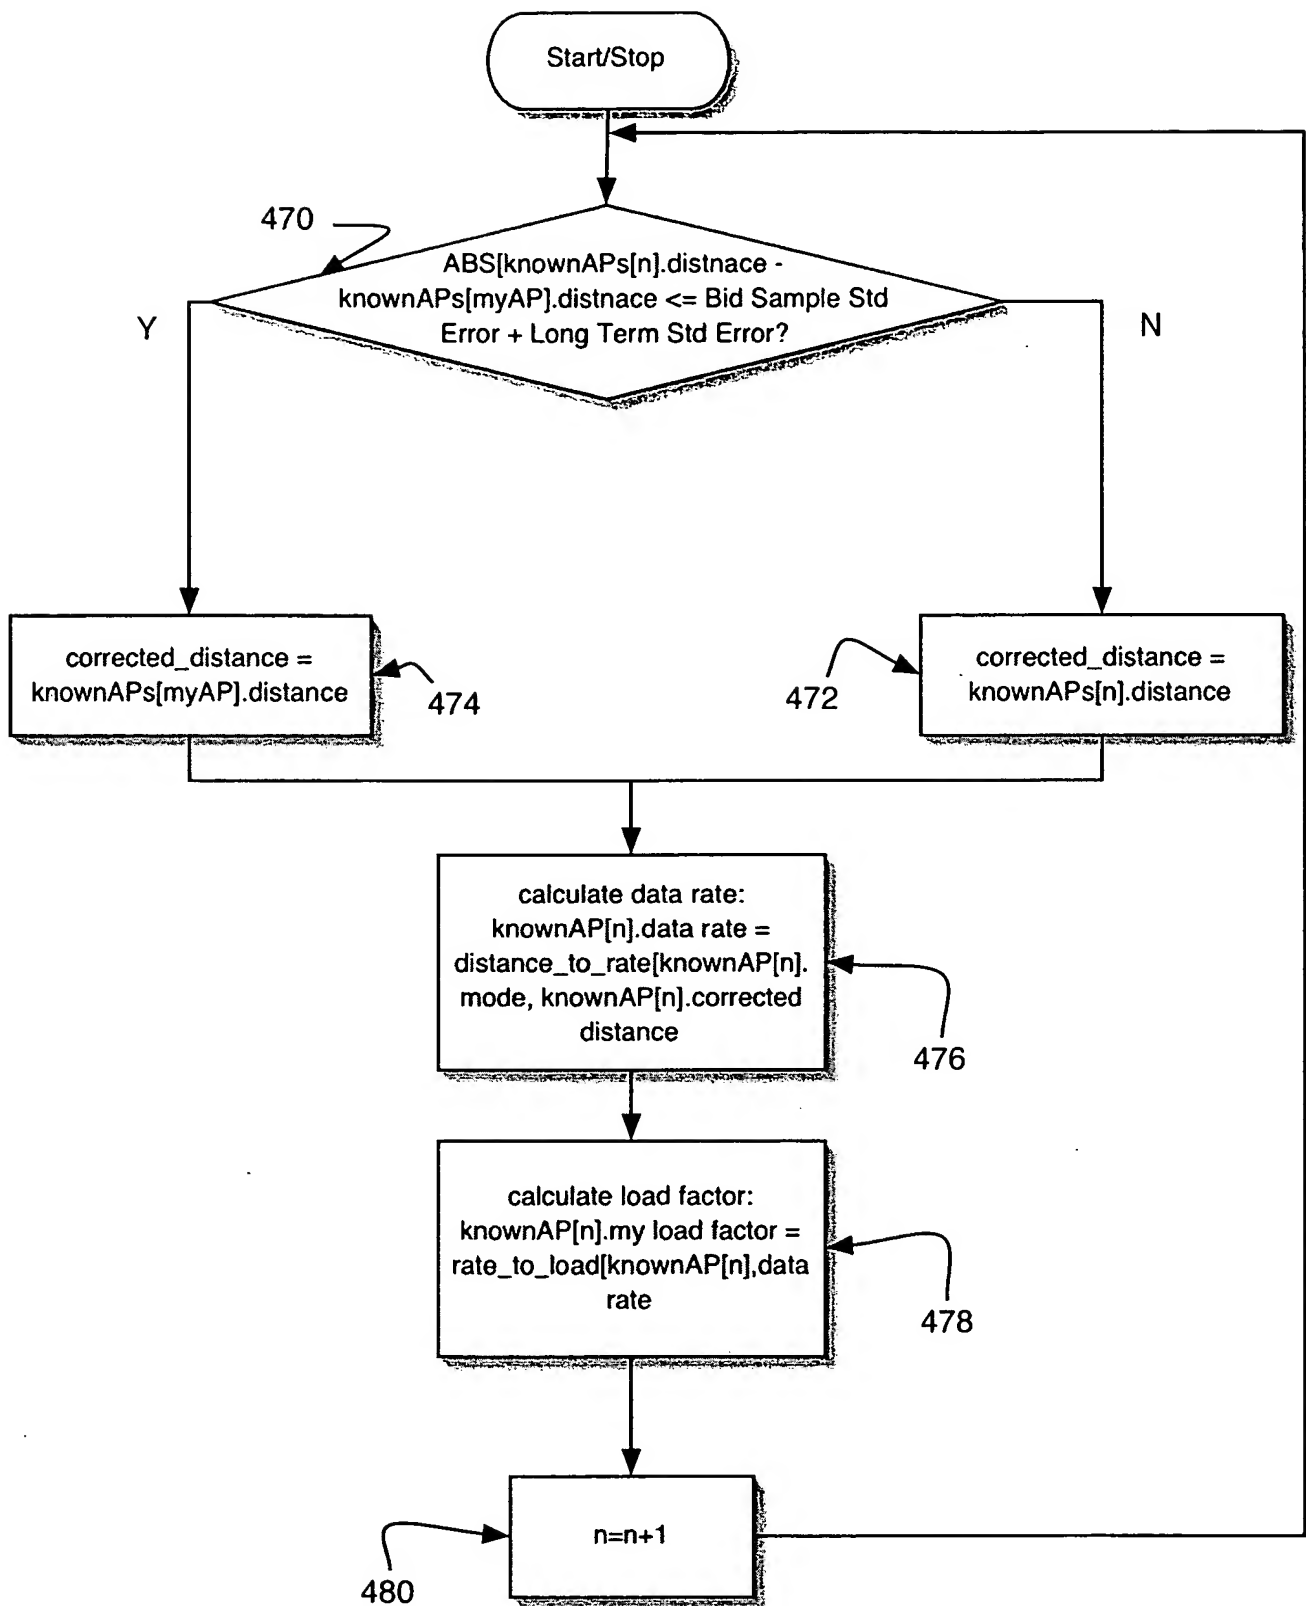 Start/Stop
470
ABS[knownAPs[n].distnace -
knownAPs[myAP].distnace <= Bid Sample Std
Error + Long Term Std Error?
Y
N
corrected_distance =
knownAPs[myAP].distance
474
472
corrected_distance =
knownAPs[n].distance
calculate data rate:
knownAP[n].data rate =
distance_to_rate[knownAP[n].
mode, knownAP[n].corrected
distance
476
calculate load factor:
knownAP[n].my load factor =
rate_to_load[knownAP[n],data
rate
478
n=n+1
480